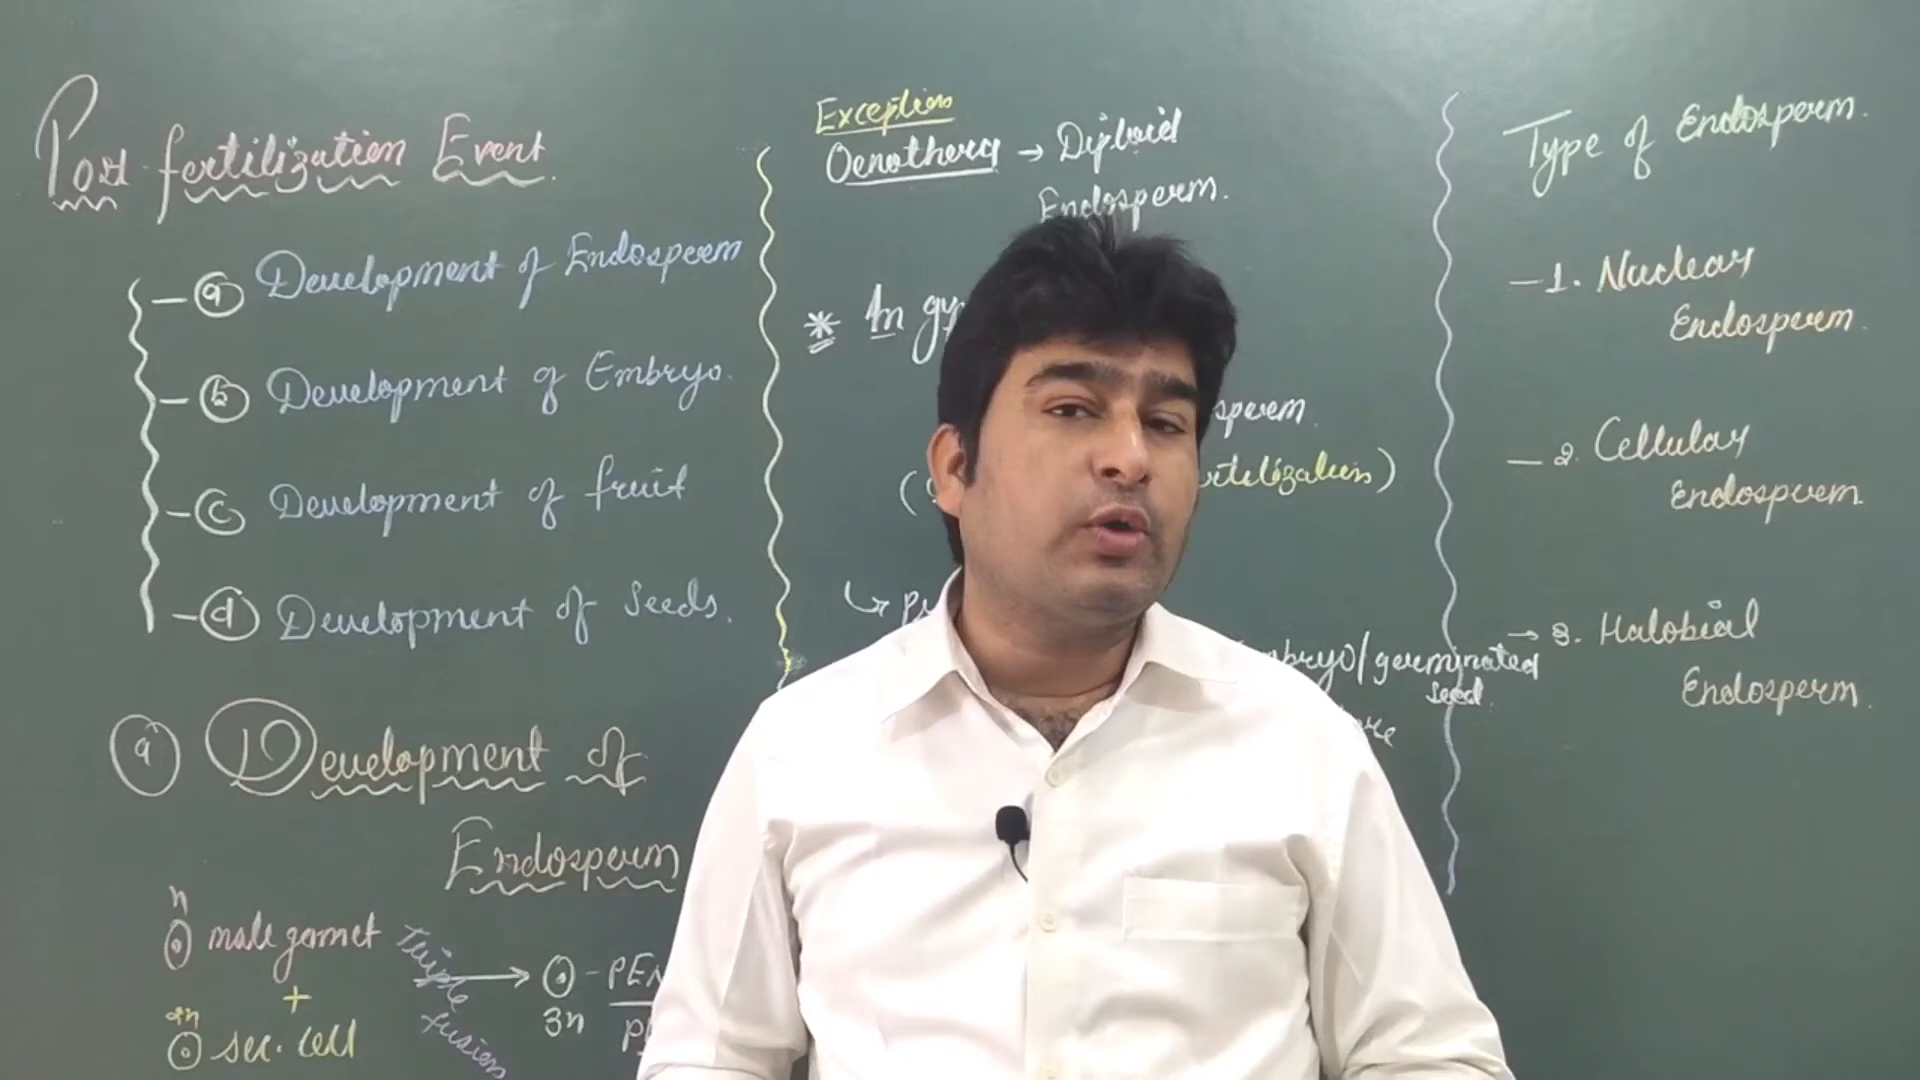 Post-fertilization Event.
a Development of Endosperm
b Development of Embryo.
c Development of fruit
d Development of Seeds.
a Development of
Endosperm
n
male gamet
+
2n
sec. cell
triple
fusion
PEN
3n
Exception
Oenothera → Diploid
Endosperm.
* In
sperm.
(
)
embryo/germinated
seed.
Type of Endosperm.
1. Nuclear
Endosperm.
2. Cellular
Endosperm.
→ 3. Halobial
Endosperm.